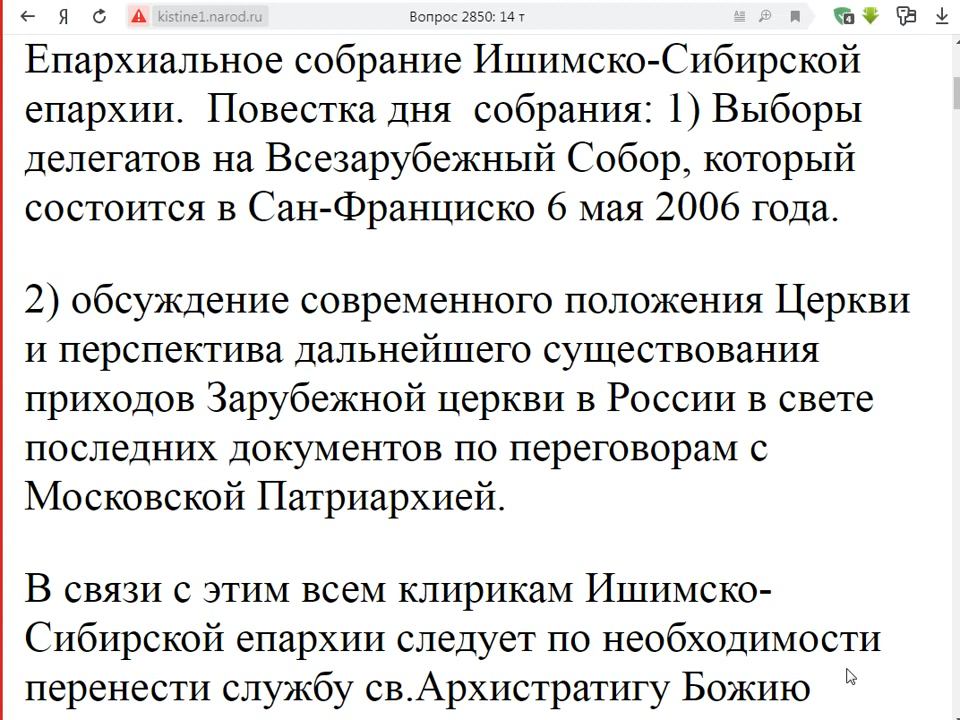 Я kistine1.narod.ru Вопрос 2850: 14 т 4
Епархиальное собрание Ишимско-Сибирской
епархии. Повестка дня собрания: 1) Выборы
делегатов на Всезарубежный Собор, который
состоится в Сан-Франциско 6 мая 2006 года.
2) обсуждение современного положения Церкви
и перспектива дальнейшего существования
приходов Зарубежной церкви в России в свете
последних документов по переговорам с
Московской Патриархией.
В связи с этим всем клирикам Ишимско-
Сибирской епархии следует по необходимости
перенести службу св.Архистратигу Божию